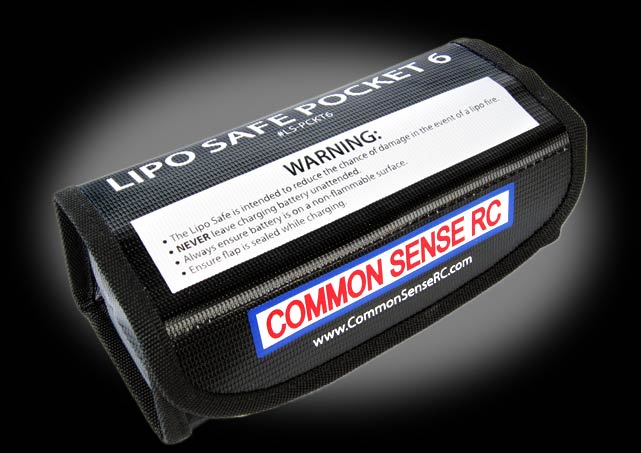 LIPO SAFE POCKET 6
#LS-PCKT6
WARNING:
• The Lipo Safe is intended to reduce the chance of damage in the event of a lipo fire.
• NEVER leave charging battery unattended.
• Always ensure battery is on a non-flammable surface.
• Ensure flap is sealed while charging.
COMMON SENSE RC
www.CommonSenseRC.com